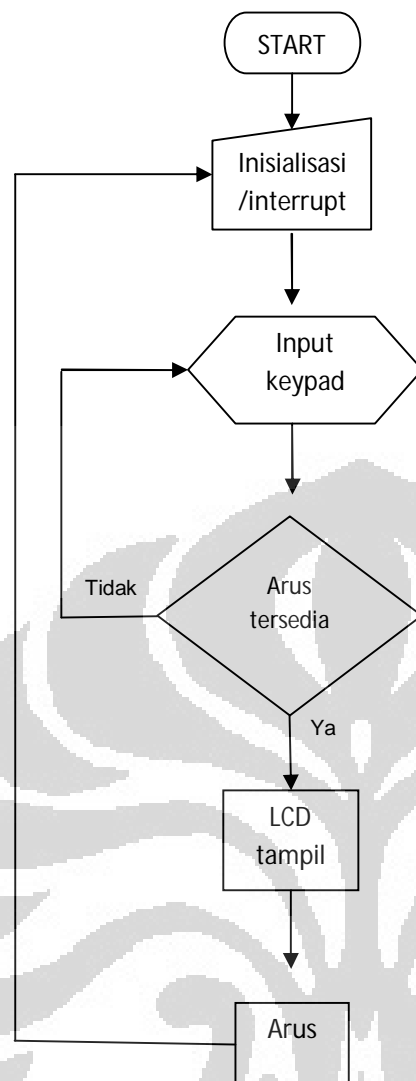 START
Inisialisasi
/interrupt
Input
keypad
Arus
tersedia
Tidak
Ya
LCD
tampil
Arus